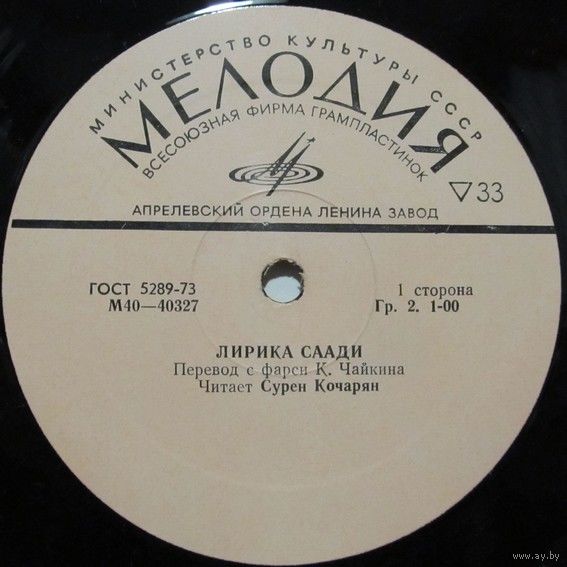 МИНИСТЕРСТВО КУЛЬТУРЫ СССР
МЕЛОДИЯ
ВСЕСОЮЗНАЯ ФИРМА ГРАМПЛАСТИНОК
▽33
АПРЕЛЕВСКИЙ ОРДЕНА ЛЕНИНА ЗАВОД
ГОСТ 5289-73
М40—40327
1 сторона
Гр. 2. 1-00
ЛИРИКА СААДИ
Перевод с фарси К. Чайкина
Читает Сурен Кочарян
www.ay.by